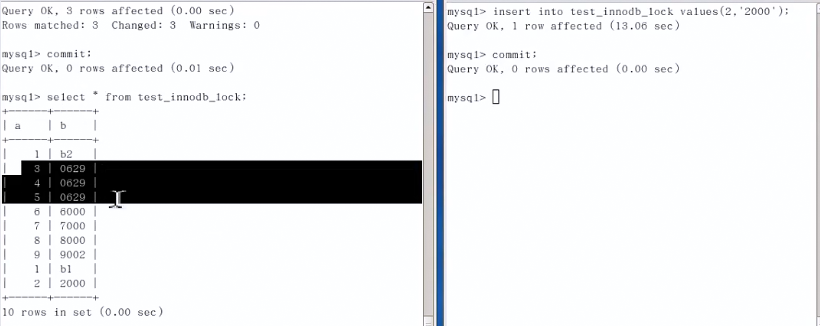 Query OK, 3 rows affected (0.00 sec)
Rows matched: 3  Changed: 3  Warnings: 0
mysql> commit;
Query OK, 0 rows affected (0.01 sec)
mysql> select * from test_innodb_lock;
+------+------+
| a    | b    |
+------+------+
|    1 | b2   |
|    3 | 0629 |
|    4 | 0629 |
|    5 | 0629 |
|    6 | 6000 |
|    7 | 7000 |
|    8 | 8000 |
|    9 | 9002 |
|    1 | b1   |
|    2 | 2000 |
+------+------+
10 rows in set (0.00 sec)
mysql> insert into test_innodb_lock values(2,'2000');
Query OK, 1 row affected (13.06 sec)
mysql> commit;
Query OK, 0 rows affected (0.00 sec)
mysql>